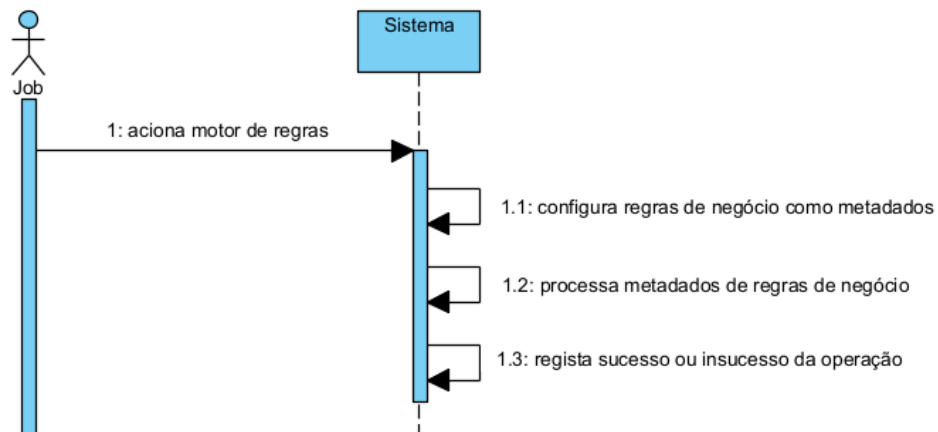 Sistema
Job
1: aciona motor de regras
1.1: configura regras de negócio como metadados
1.2: processa metadados de regras de negócio
1.3: regista sucesso ou insucesso da operação